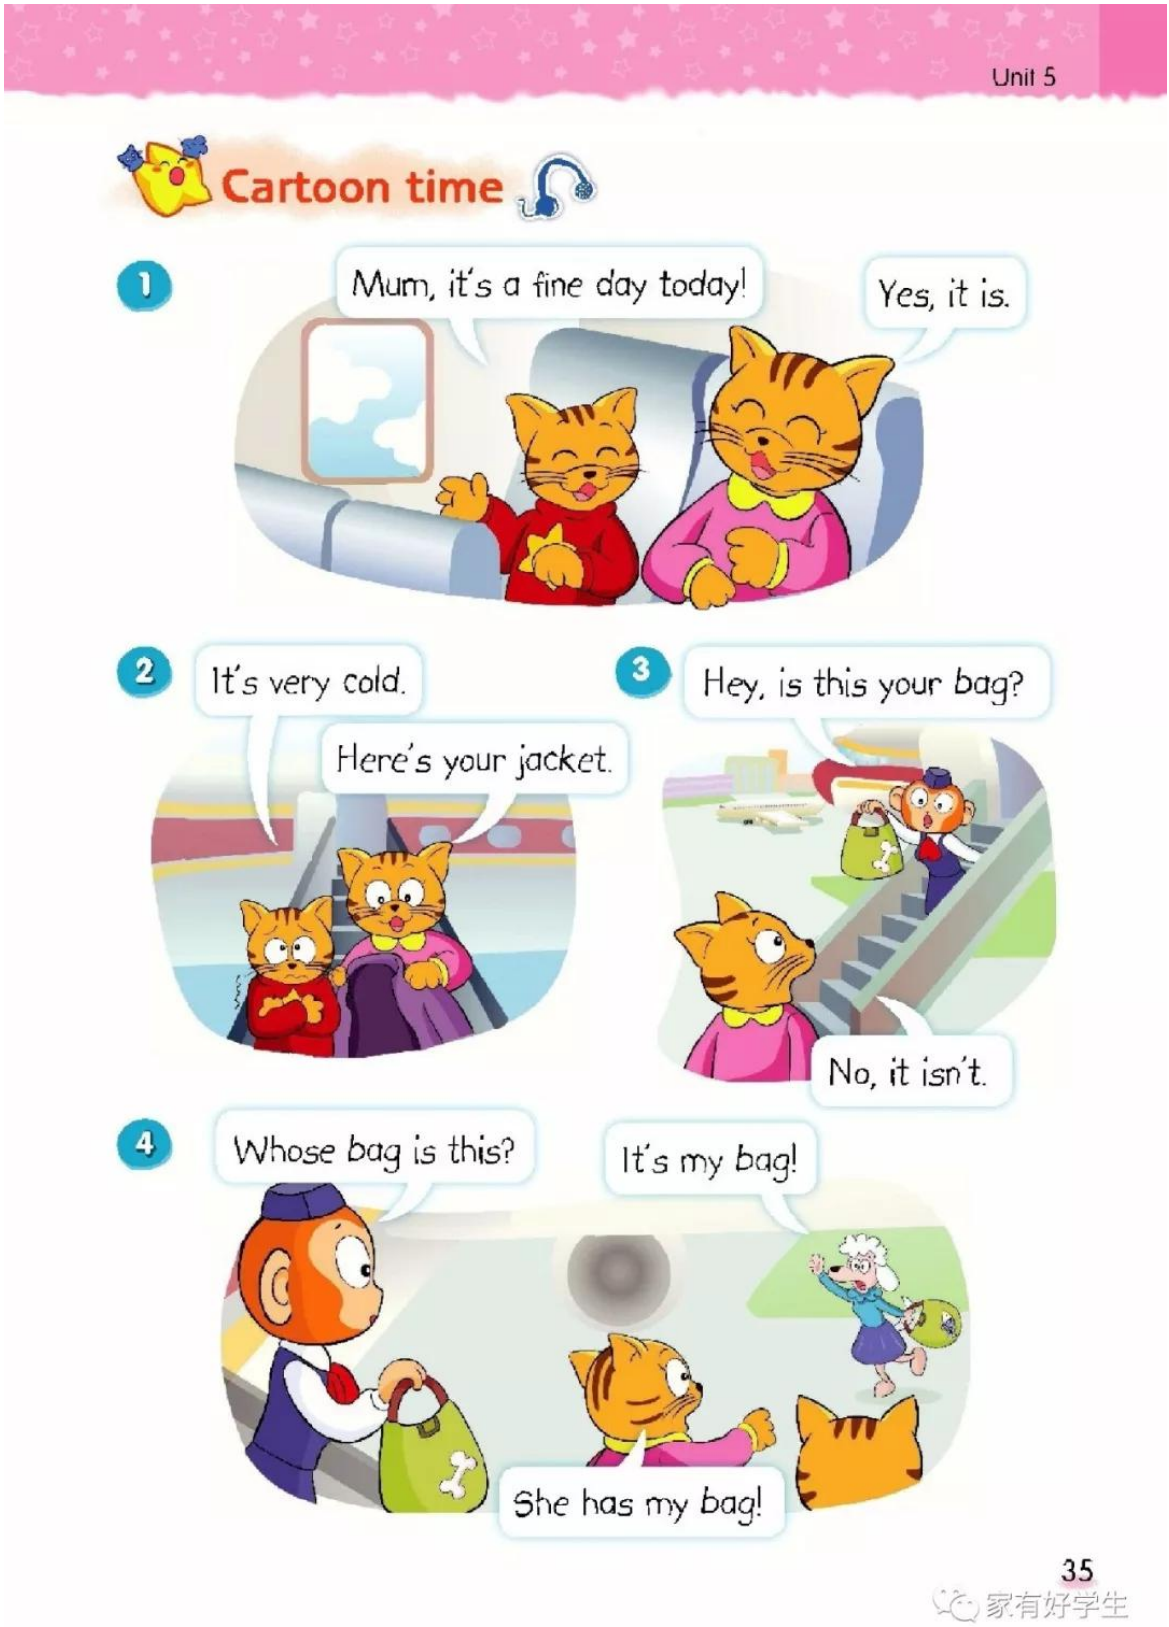 Unit 5
Cartoon time
1
Mum, it's a fine day today!
Yes, it is.
2
It's very cold.
Here's your jacket.
3
Hey, is this your bag?
No, it isn't.
4
Whose bag is this?
It's my bag!
She has my bag!
35
家有好学生